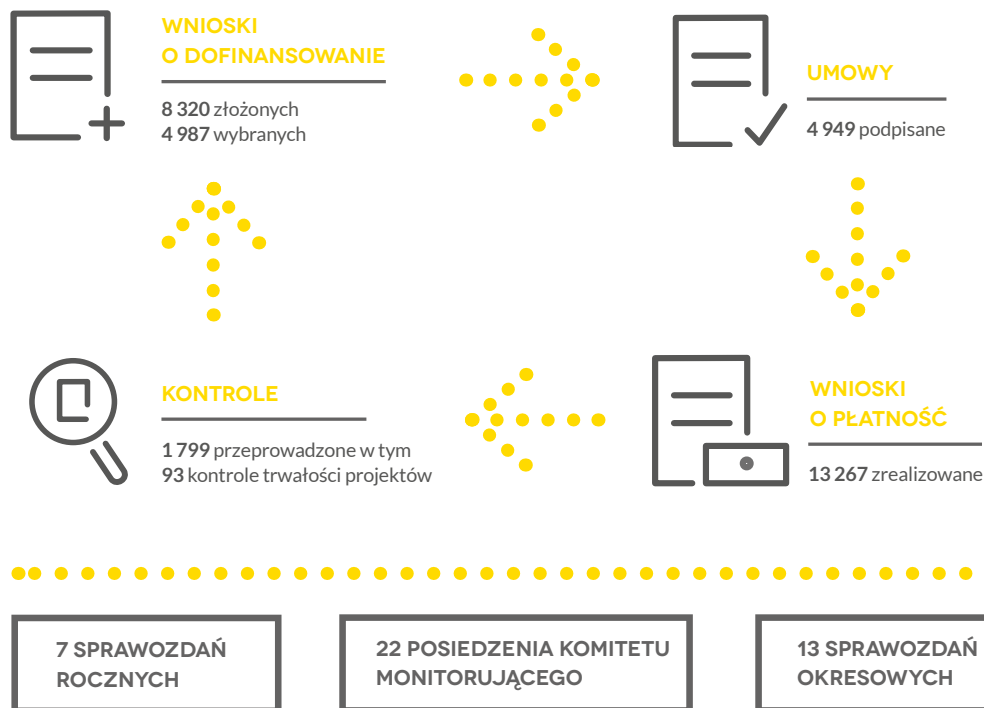 WNIOSKI
O DOFINANSOWANIE
8 320 złożonych
4 987 wybranych
UMOWY
4 949 podpisane
KONTROLE
1 799 przeprowadzone w tym
93 kontrole trwałości projektów
WNIOSKI
O PŁATNOŚĆ
13 267 zrealizowane
7 SPRAWOZDAŃ
ROCZNYCH
22 POSIEDZENIA KOMITETU
MONITORUJĄCEGO
13 SPRAWOZDAŃ
OKRESOWYCH